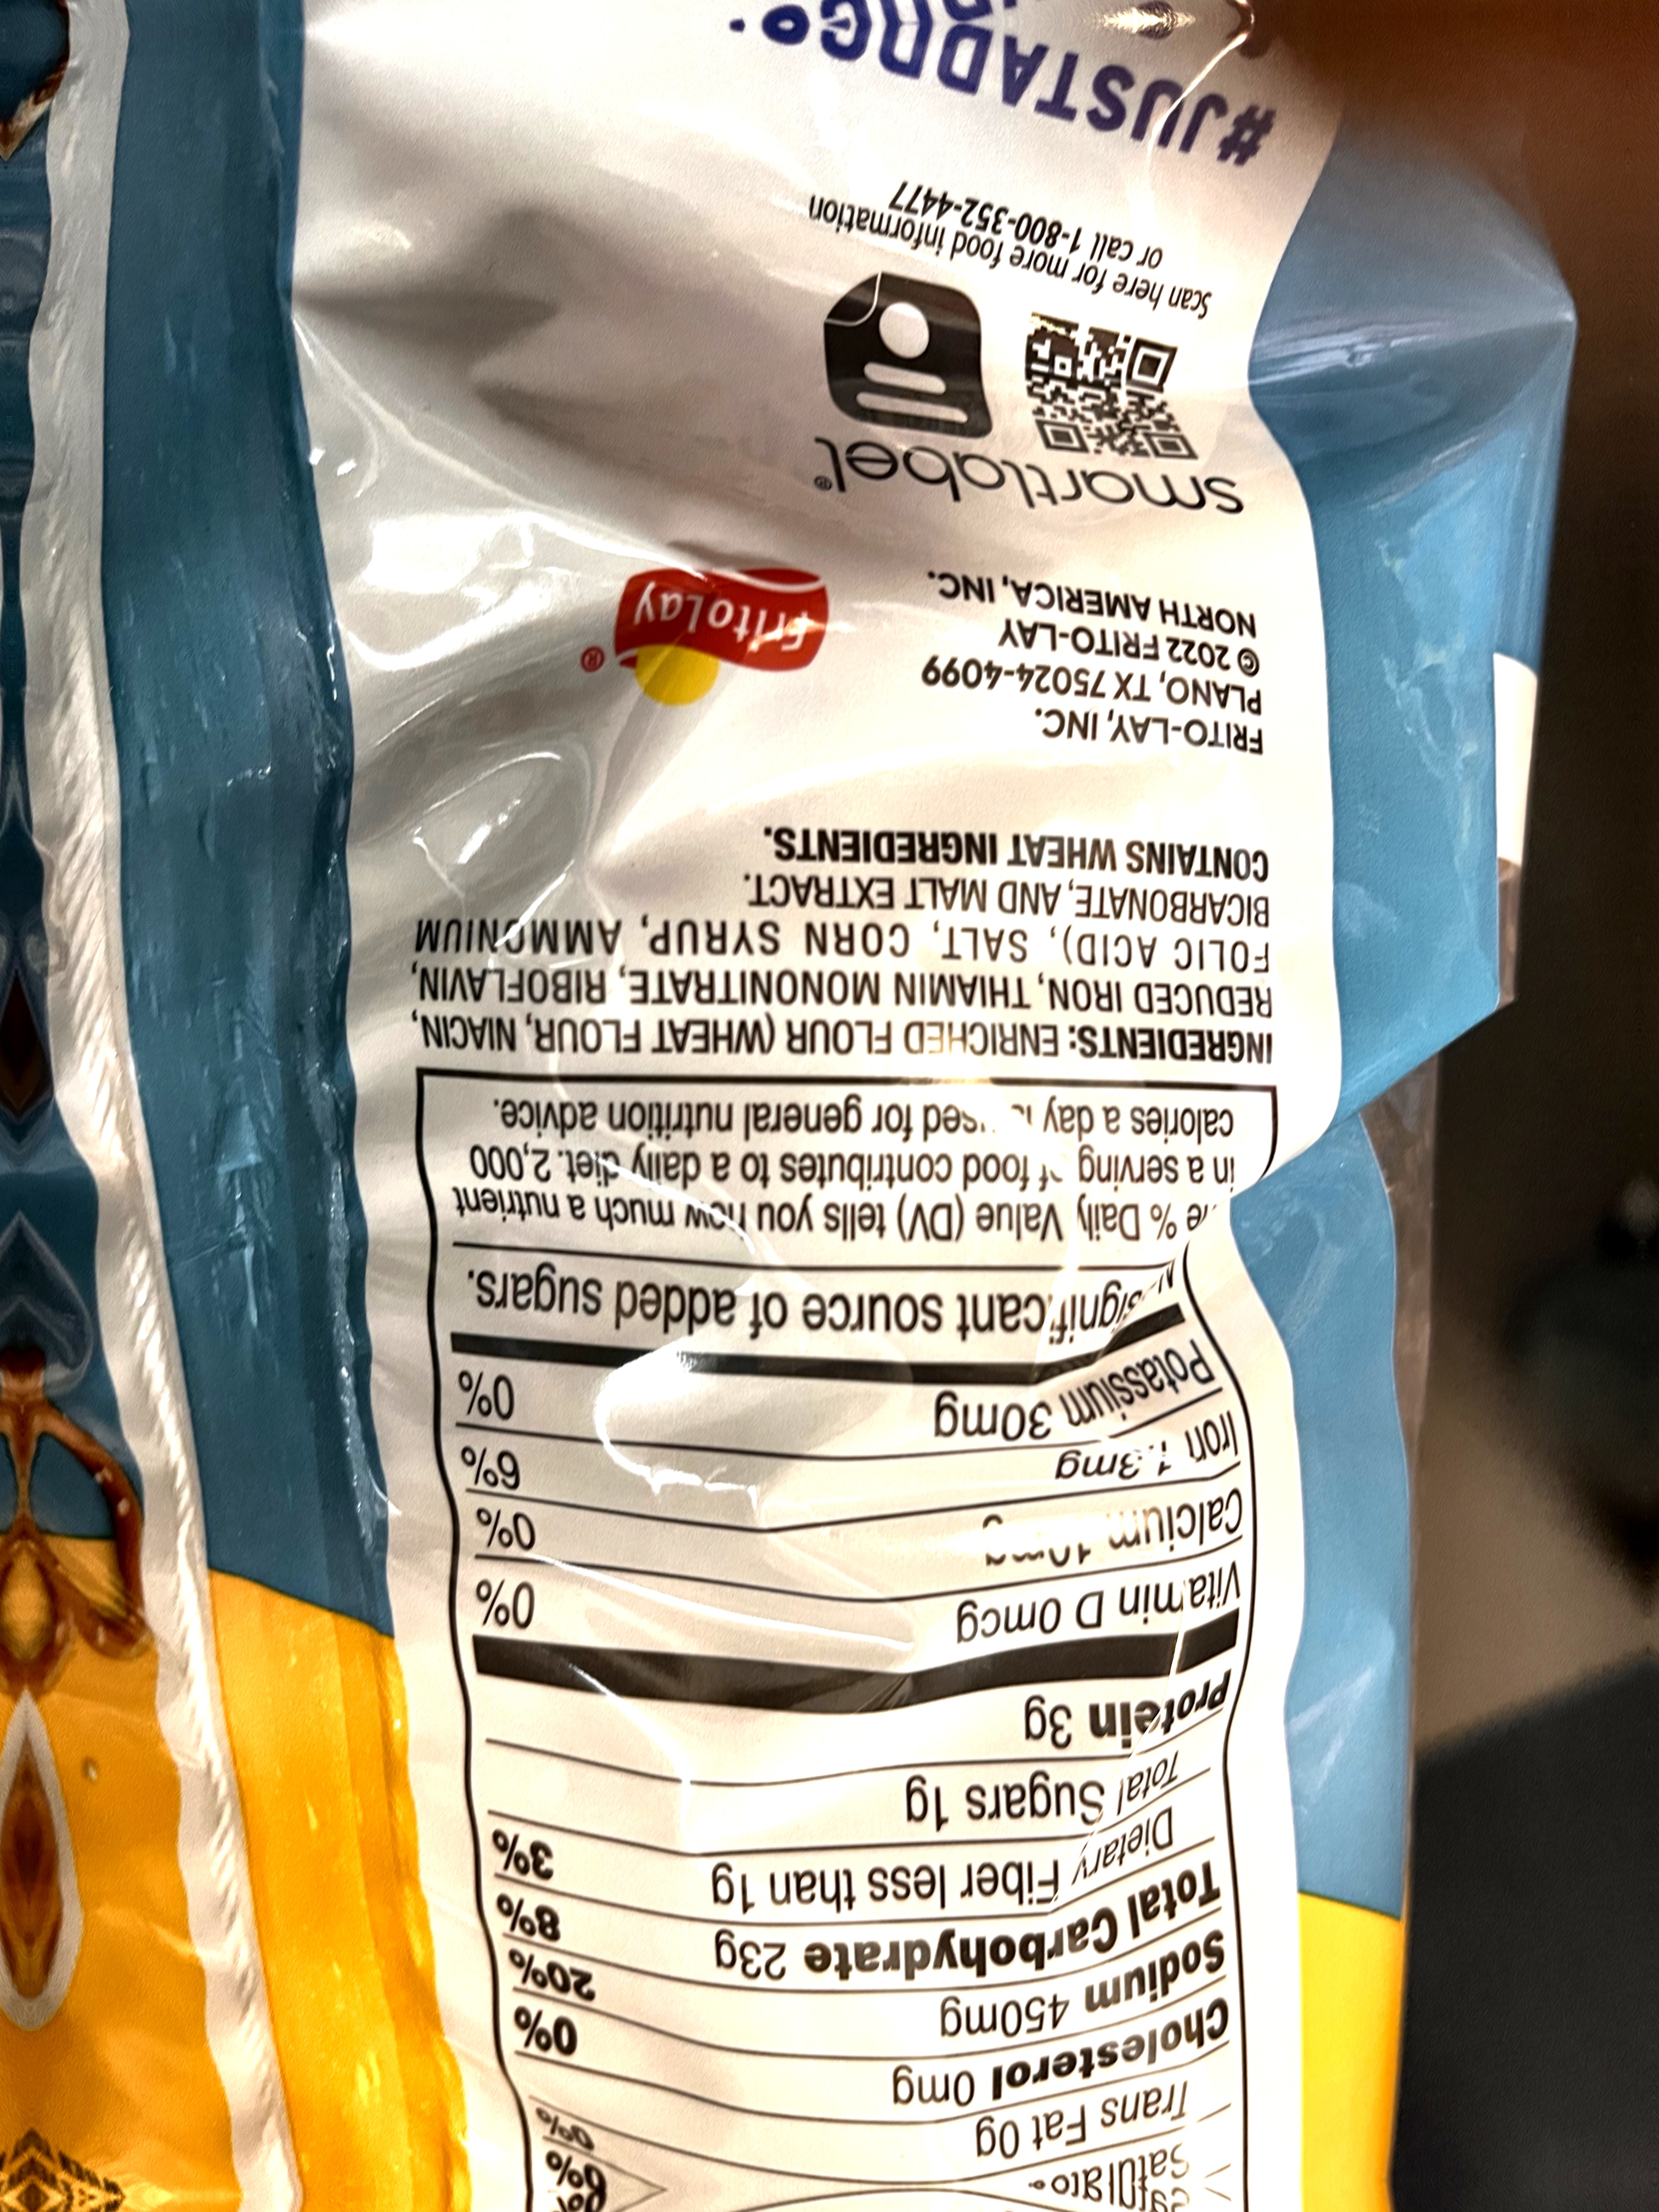 Trans Fat 0g 0%
Cholesterol 0mg 0%
Sodium 450mg 20%
Total Carbohydrate 23g 8%
Dietary Fiber less than 1g 3%
Total Sugars 1g
Protein 3g
Vitamin D 0mcg 0%
Calcium 0%
Iron 1.3mg 6%
Potassium 30mg 0%
significant source of added sugars.
% Daily Value (DV) tells you how much a nutrient
in a serving of food contributes to a daily diet. 2,000
calories a day used for general nutrition advice.
INGREDIENTS: ENRICHED FLOUR (WHEAT FLOUR, NIACIN,
REDUCED IRON, THIAMIN MONONITRATE, RIBOFLAVIN,
FOLIC ACID), SALT, CORN SYRUP, AMMONIUM
BICARBONATE, AND MALT EXTRACT.
CONTAINS WHEAT INGREDIENTS.
FRITO-LAY, INC.
PLANO, TX 75024-4099
© 2022 FRITO-LAY
NORTH AMERICA, INC.
fritoLay®
smartlabel®
Scan here for more food information
or call 1-800-352-4477